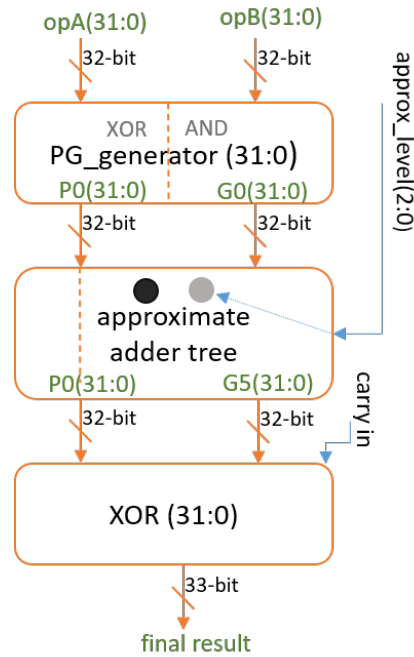 opA(31:0) opB(31:0)
32-bit 32-bit
XOR AND
PG_generator (31:0)
P0(31:0) G0(31:0)
32-bit 32-bit
approx_level(2:0)
approximate
adder tree
P0(31:0) G5(31:0)
32-bit 32-bit
carry in
XOR (31:0)
33-bit
final result